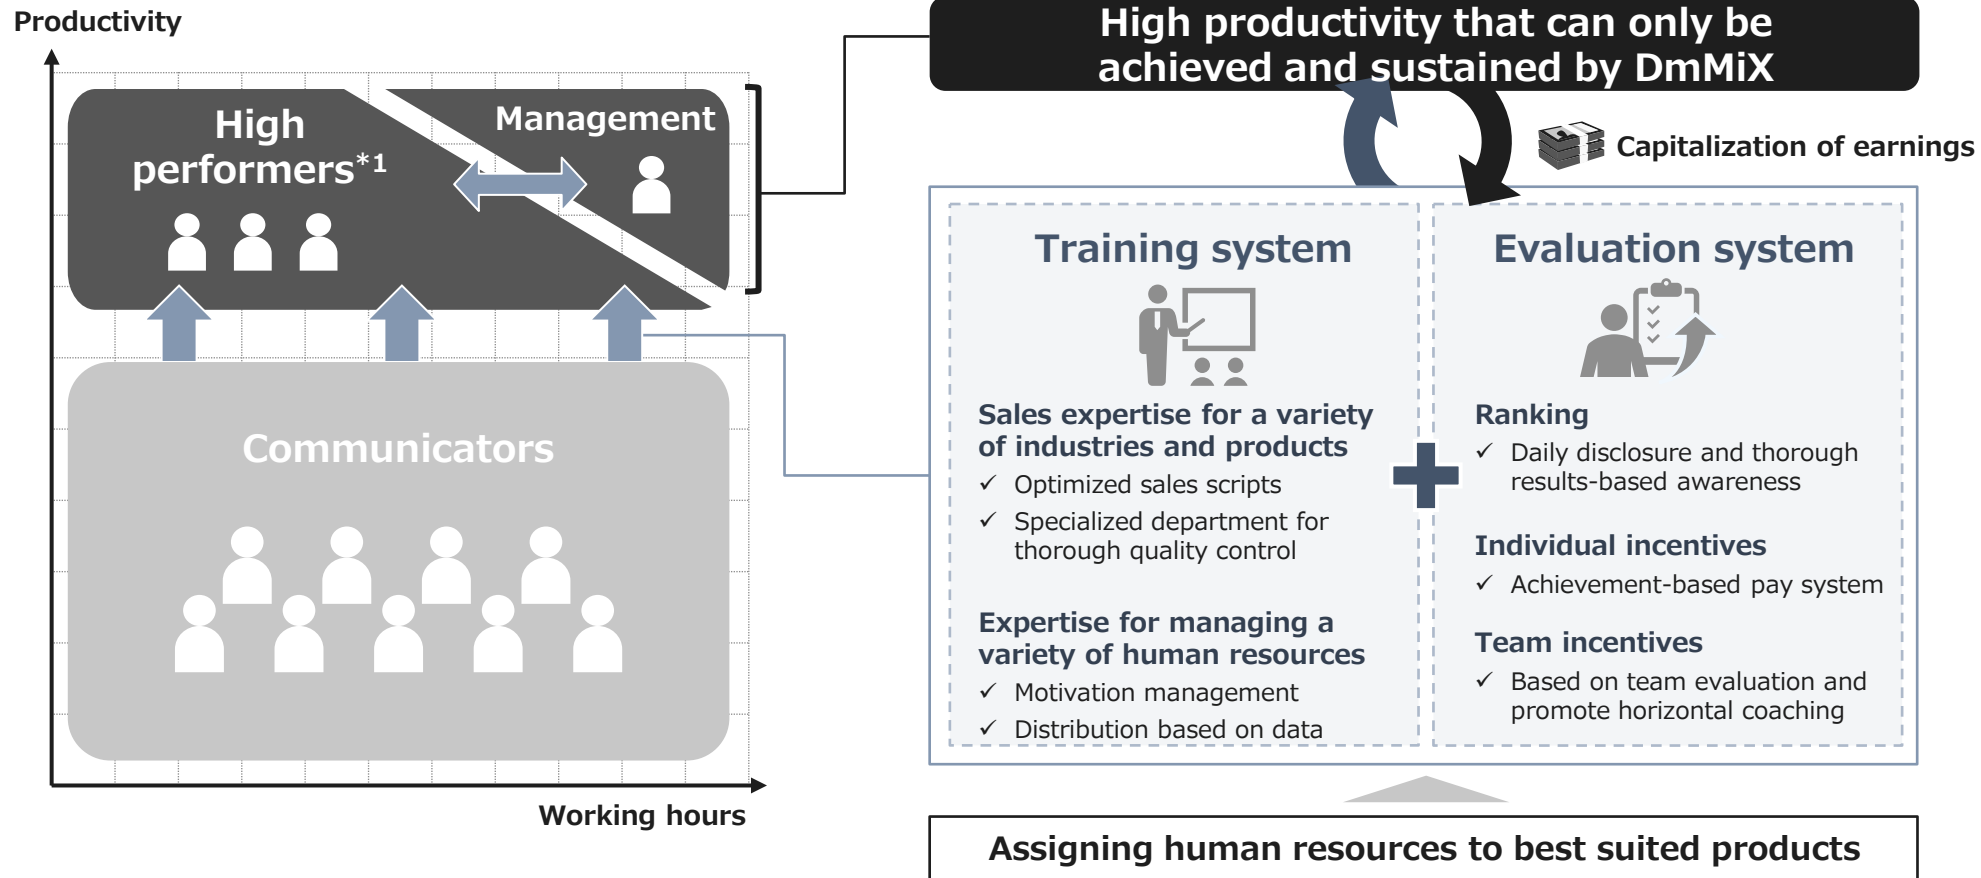 Productivity
High
performers*1
Management
Communicators
Working hours
High productivity that can only be
achieved and sustained by DmMiX
Capitalization of earnings
Training system
Sales expertise for a variety
of industries and products
✓ Optimized sales scripts
✓ Specialized department for
thorough quality control
Expertise for managing a
variety of human resources
✓ Motivation management
✓ Distribution based on data
Evaluation system
Ranking
✓ Daily disclosure and thorough
results-based awareness
Individual incentives
✓ Achievement-based pay system
Team incentives
✓ Based on team evaluation and
promote horizontal coaching
Assigning human resources to best suited products